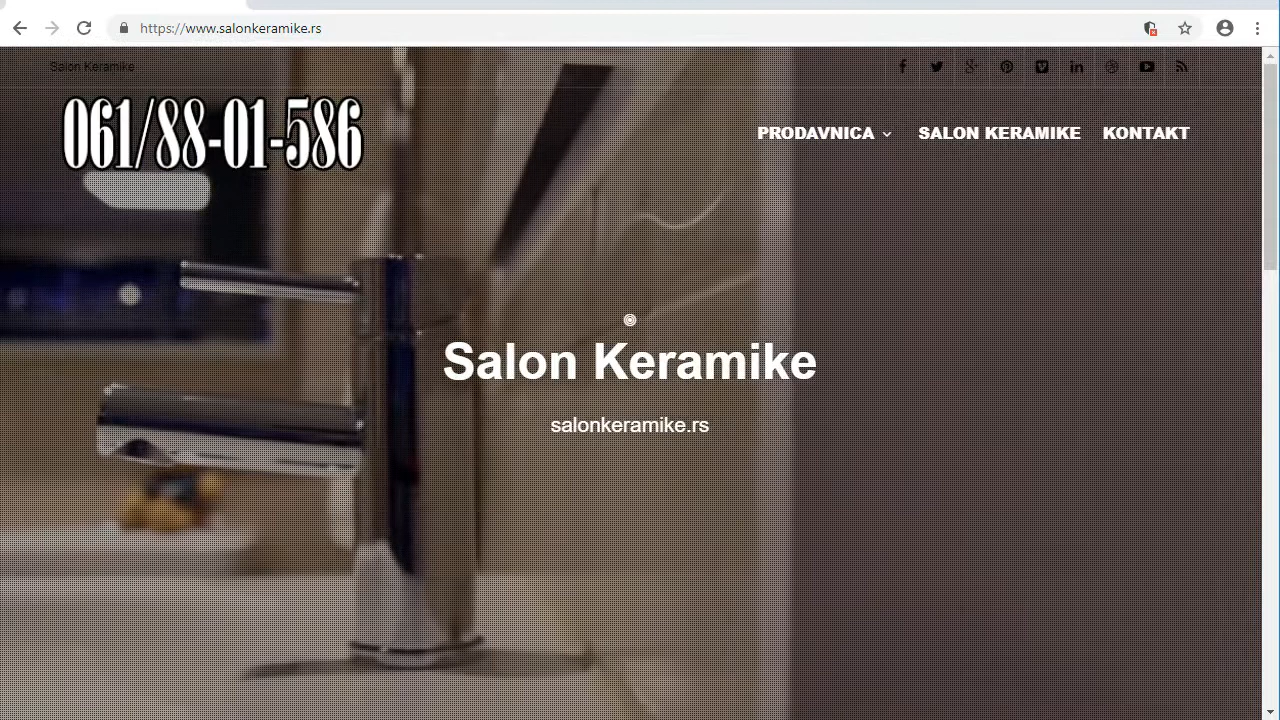 https://www.salonkeramike.rs
Salon Keramike
061/88-01-586
PRODAVNICA
SALON KERAMIKE
KONTAKT
Salon Keramike
salonkeramike.rs